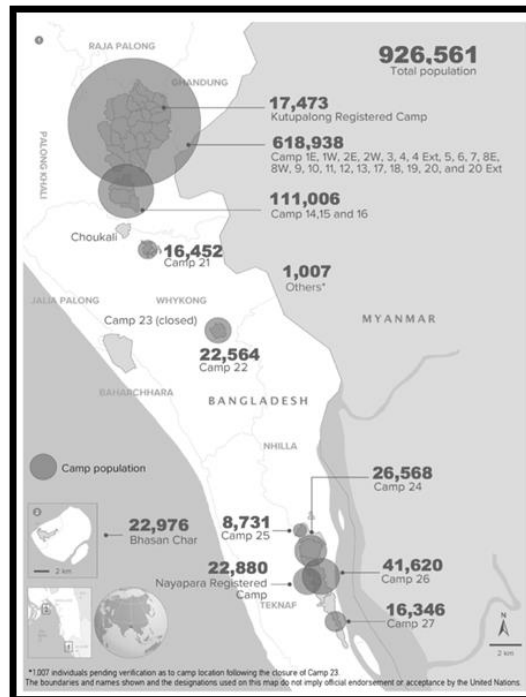 1
RAJA PALONG
926,561
Total population
GHANDUNG
17,473
Kutupalong Registered Camp
618,938
Camp 1E, 1W, 2E, 2W, 3, 4, 4 Ext, 5, 6, 7, 8E,
8W, 9, 10, 11, 12, 13, 17, 18, 19, 20, and 20 Ext
PALONG KHALI
111,006
Camp 14,15 and 16
Choukali
16,452
Camp 21
1,007
Others*
JALIA PALONG
WHYKONG
Camp 23 (closed)
MYANMAR
22,564
Camp 22
BAHARCHHARA
BANGLADESH
NHILLA
Camp population
26,568
Camp 24
2
22,976
Bhasan Char
2 km
8,731
Camp 25
22,880
Nayapara Registered
Camp
41,620
Camp 26
TEKNAF
16,346
Camp 27
2
1
N
2 km
*1,007 individuals pending verification as to camp location following the closure of Camp 23.
The boundaries and names shown and the designations used on this map do not imply official endorsement or acceptance by the United Nations.